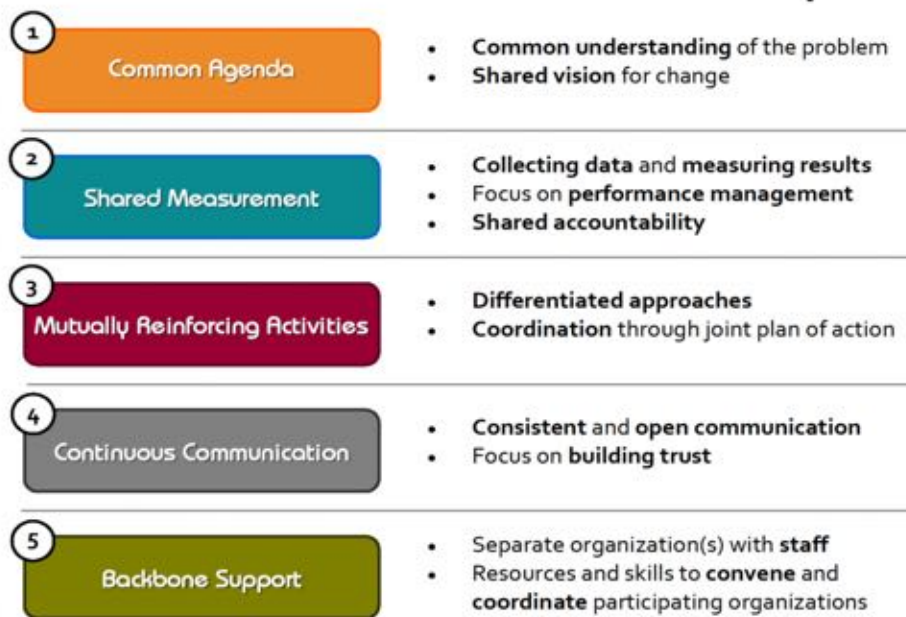 1
Common Agenda
• Common understanding of the problem
• Shared vision for change
2
Shared Measurement
• Collecting data and measuring results
• Focus on performance management
• Shared accountability
3
Mutually Reinforcing Activities
• Differentiated approaches
• Coordination through joint plan of action
4
Continuous Communication
• Consistent and open communication
• Focus on building trust
5
Backbone Support
• Separate organization(s) with staff
• Resources and skills to convene and
coordinate participating organizations